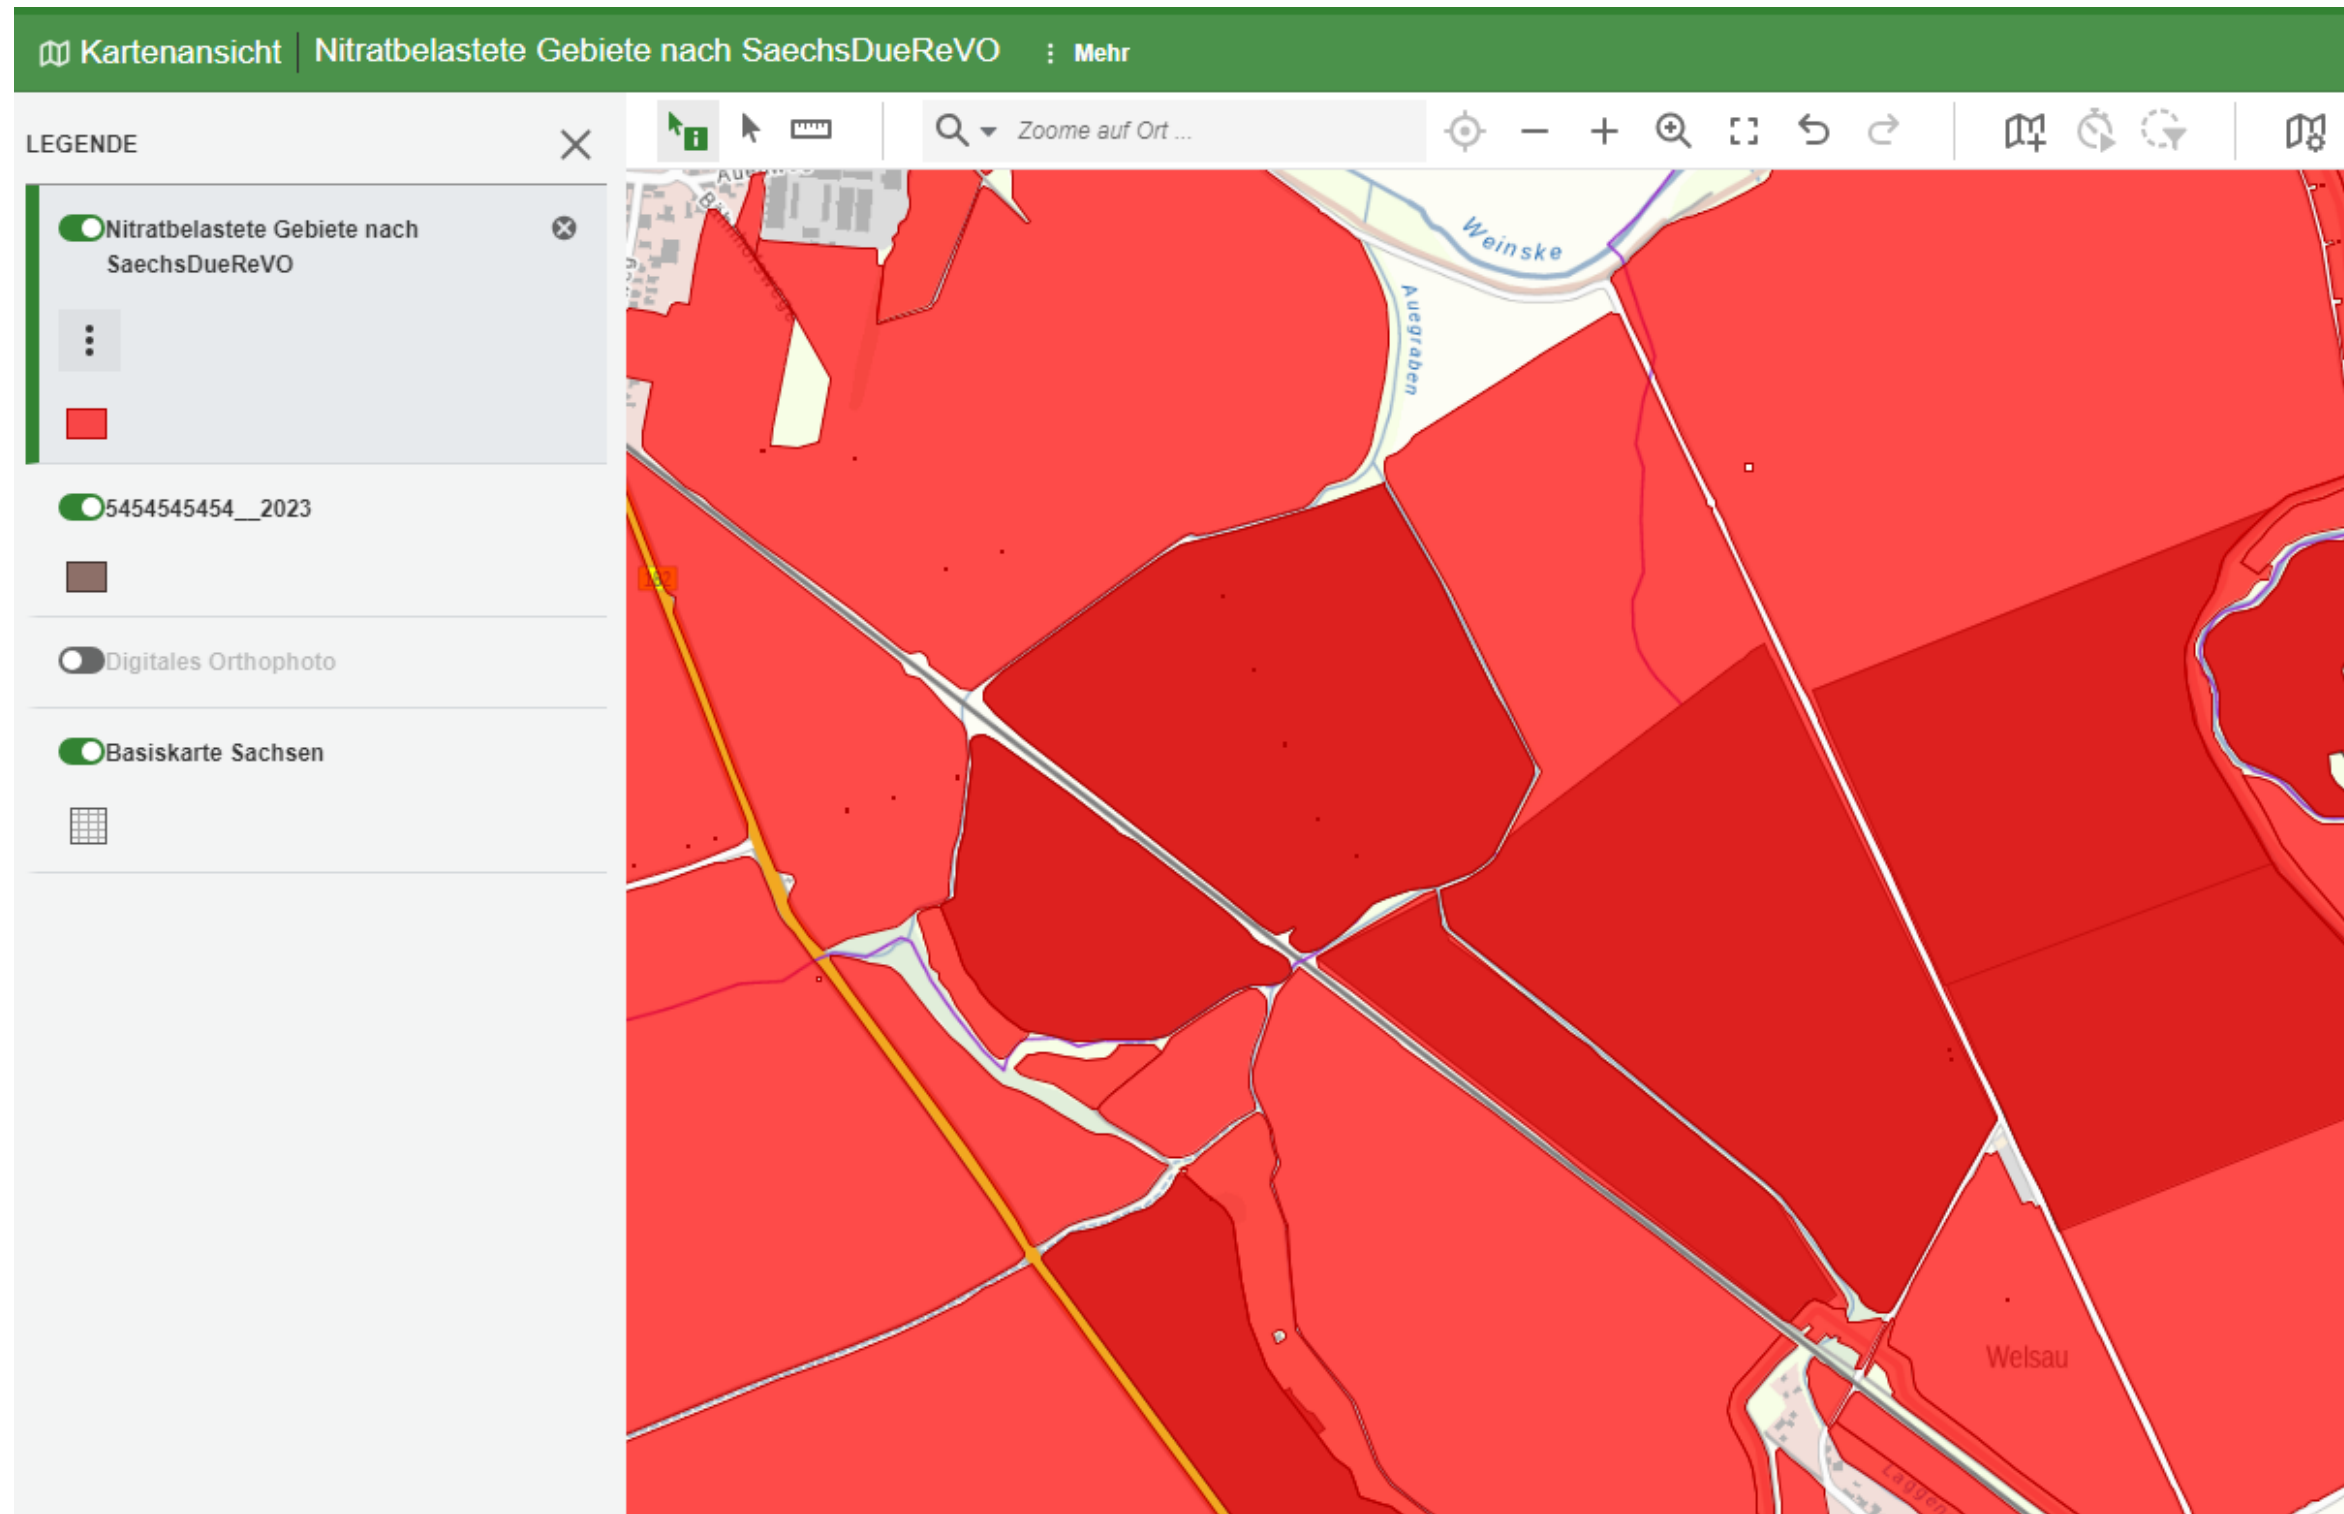 Kartenansicht
Nitratbelastete Gebiete nach SaechsDueReVO
Mehr
LEGENDE
Zoome auf Ort ...
Nitratbelastete Gebiete nach
SaechsDueReVO
5454545454__2023
Digitales Orthophoto
Basiskarte Sachsen
Weinske
Auegraben
182
Welsau